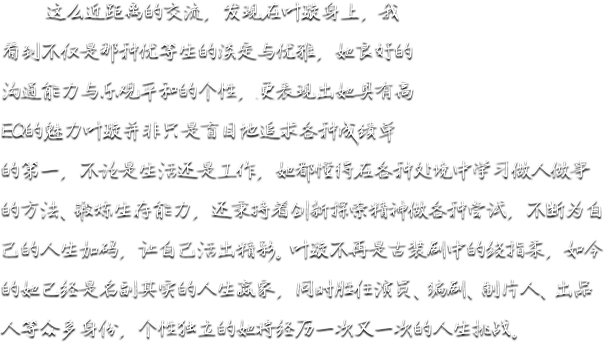 这么近距离的交流，发现在叶璇身上，我
看到不仅是那种优等生的淡定与优雅，她良好的
沟通能力与乐观平和的个性，更表现出她具有高
EQ的魅力叶璇并非只是盲目地追求各种成绩单
的第一，不论是生活还是工作，她都懂得在各种处境中学习做人做事
的方法、锻炼生存能力，还秉持着创新探索精神做各种尝试，不断为自
己的人生加码，让自己活出精彩。叶璇不再是古装剧中的绕指柔，如今
的她已经是名副其实的人生赢家，同时胜任演员、编剧、制片人、出品
人等众多身份，个性独立的她将经历一次又一次的人生挑战。